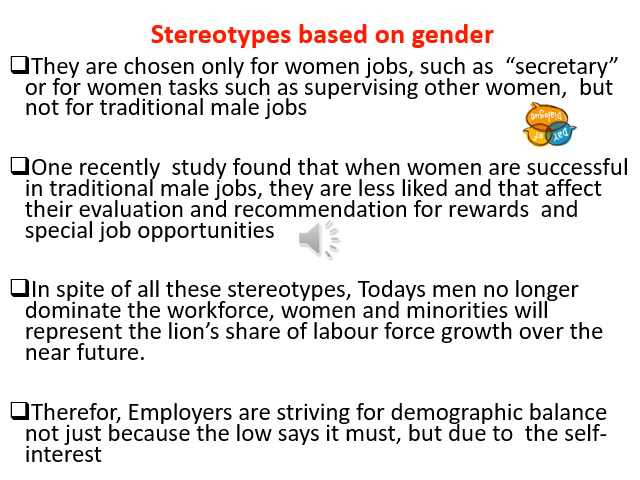 Stereotypes based on gender
❑They are chosen only for women jobs, such as “secretary”
or for women tasks such as supervising other women, but
not for traditional male jobs
Dialogue
Day of
❑One recently study found that when women are successful
in traditional male jobs, they are less liked and that affect
their evaluation and recommendation for rewards and
special job opportunities
❑In spite of all these stereotypes, Todays men no longer
dominate the workforce, women and minorities will
represent the lion’s share of labour force growth over the
near future.
❑Therefor, Employers are striving for demographic balance
not just because the low says it must, but due to the self-
interest